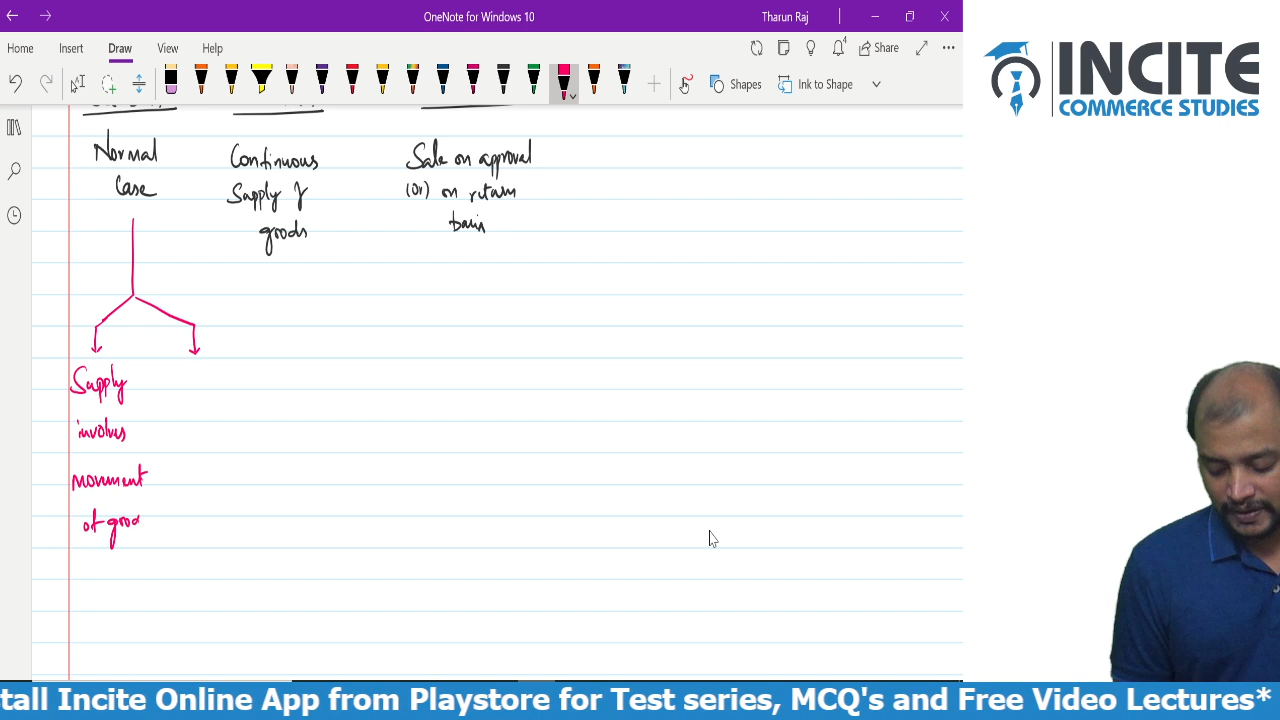 OneNote for Windows 10
Tharun Raj
Home Insert Draw View Help
4
Share
Shapes
Ink to Shape
INCITE
COMMERCE STUDIES
Normal
Case
Continuous
Supply of
goods
Sale on approval
(or) on return
basis
Supply
involves
movement
of good
tall Incite Online App from Playstore for Test series, MCQ's and Free Video Lectures*